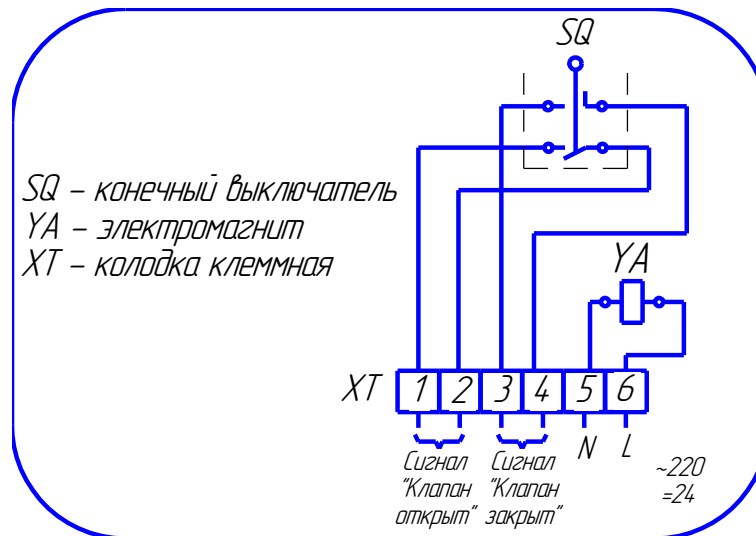 SQ
SQ – конечный выключатель
YA – электромагнит
XT – колодка клеммная
YA
XT 1 2 3 4 5 6
Сигнал
"Клапан
открыт"
Сигнал
"Клапан
закрыт"
N L
~220
=24